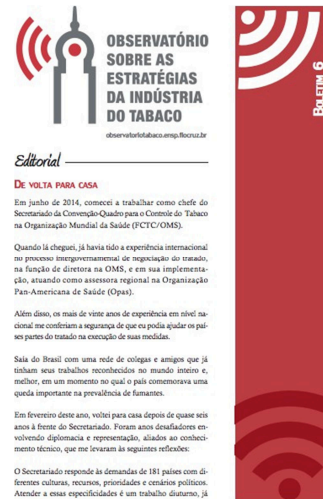 OBSERVATÓRIO
SOBRE AS
ESTRATÉGIAS
DA INDÚSTRIA
DO TABACO
observatoriotabaco.ensp.fiocruz.br
BOLETIM 6
Editorial
DE VOLTA PARA CASA
Em junho de 2014, comecei a trabalhar como chefe do
Secretariado da Convenção-Quadro para o Controle do Tabaco
na Organização Mundial da Saúde (FCTC/OMS).
Quando lá cheguei, já havia tido a experiência internacional
no processo intergovernamental de negociação do tratado,
na função de diretora na OMS, e em sua implementa-
ção, atuando como assessora regional na Organização
Pan-Americana de Saúde (Opas).
Além disso, os mais de vinte anos de experiência em nível na-
cional me conferiam a segurança de que eu podia ajudar os paí-
ses partes do tratado na execução de suas medidas.
Saía do Brasil com uma rede de colegas e amigos que já
tinham seus trabalhos reconhecidos no mundo inteiro e,
melhor, em um momento no qual o país comemorava uma
queda importante na prevalência de fumantes.
Em fevereiro deste ano, voltei para casa depois de quase seis
anos à frente do Secretariado. Foram anos desafiadores en-
volvendo diplomacia e representação, aliados ao conheci-
mento técnico, que me levaram às seguintes reflexões:
O Secretariado responde às demandas de 181 países com di-
ferentes culturas, recursos, prioridades e cenários políticos.
Atender a essas especificidades é um trabalho diuturno, já